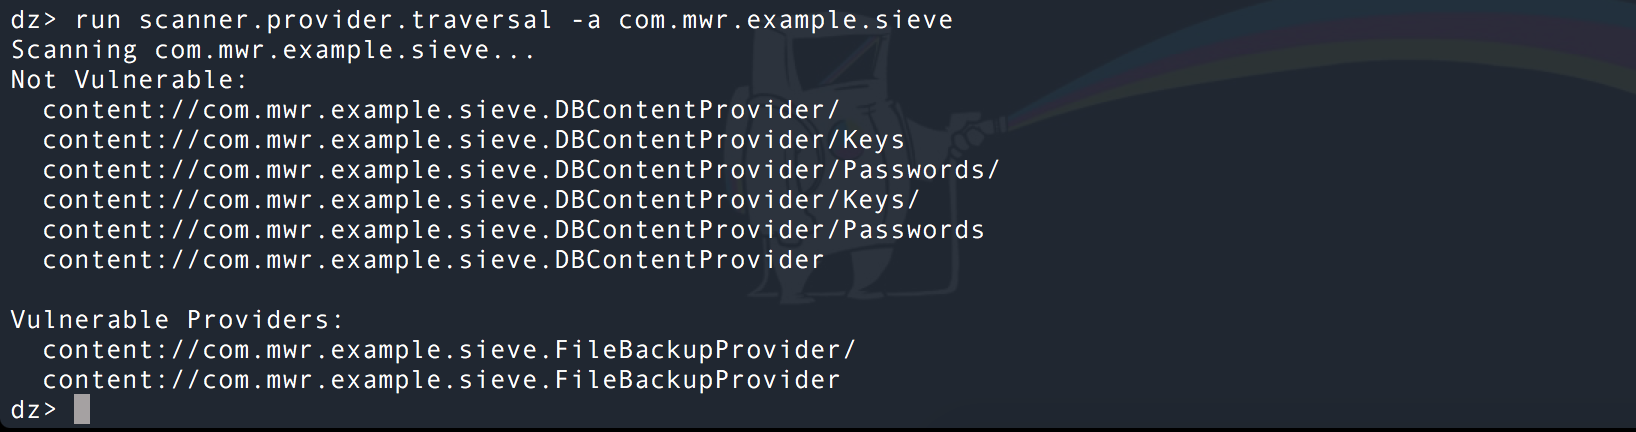 dz> run scanner.provider.traversal -a com.mwr.example.sieve
Scanning com.mwr.example.sieve...
Not Vulnerable:
  content://com.mwr.example.sieve.DBContentProvider/
  content://com.mwr.example.sieve.DBContentProvider/Keys
  content://com.mwr.example.sieve.DBContentProvider/Passwords/
  content://com.mwr.example.sieve.DBContentProvider/Keys/
  content://com.mwr.example.sieve.DBContentProvider/Passwords
  content://com.mwr.example.sieve.DBContentProvider

Vulnerable Providers:
  content://com.mwr.example.sieve.FileBackupProvider/
  content://com.mwr.example.sieve.FileBackupProvider
dz>